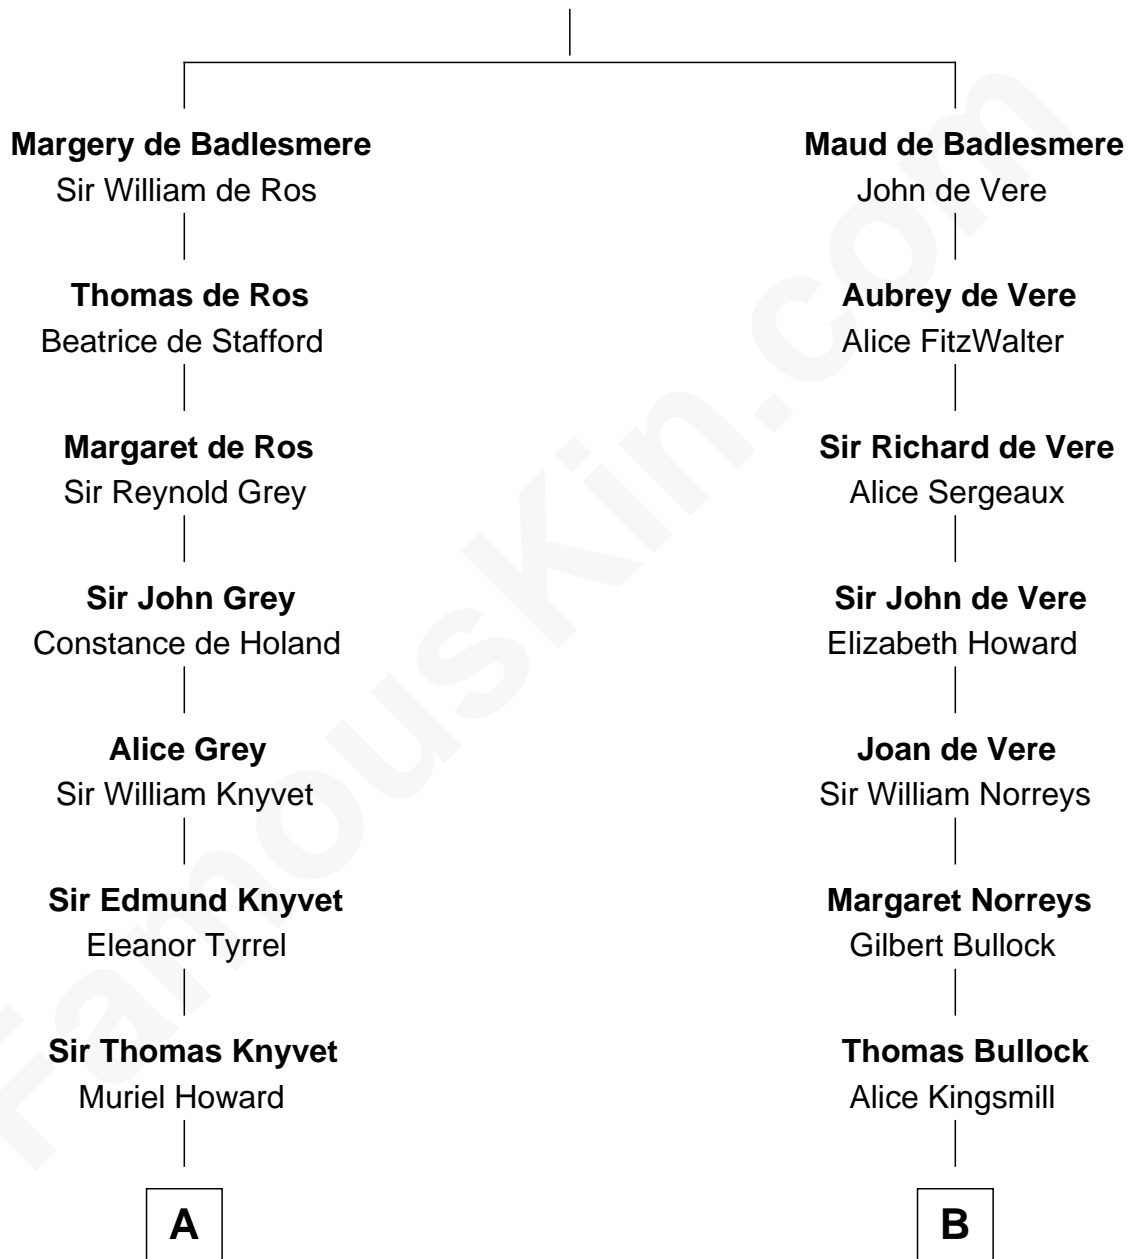 Margery de Badlesmere
Sir William de Ros
Maud de Badlesmere
John de Vere
Thomas de Ros
Beatrice de Stafford
Aubrey de Vere
Alice FitzWalter
Margaret de Ros
Sir Reynold Grey
Sir Richard de Vere
Alice Sergeaux
Sir John Grey
Constance de Holand
Sir John de Vere
Elizabeth Howard
Alice Grey
Sir William Knyvet
Joan de Vere
Sir William Norreys
Sir Edmund Knyvet
Eleanor Tyrrel
Margaret Norreys
Gilbert Bullock
Sir Thomas Knyvet
Muriel Howard
Thomas Bullock
Alice Kingsmill
A
B
FamousKin.com